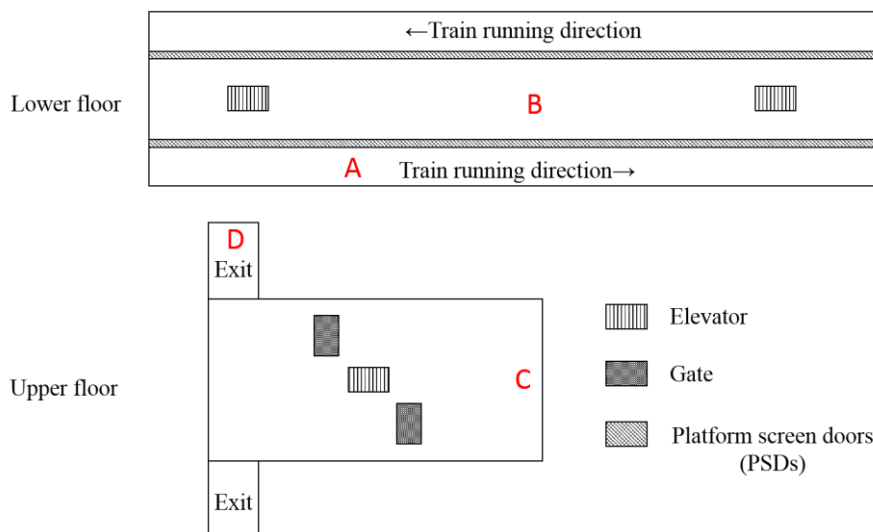 ←Train running direction
Lower floor
B
A
Train running direction→
D
Exit
Elevator
Upper floor
C
Gate
Platform screen doors
(PSDs)
Exit